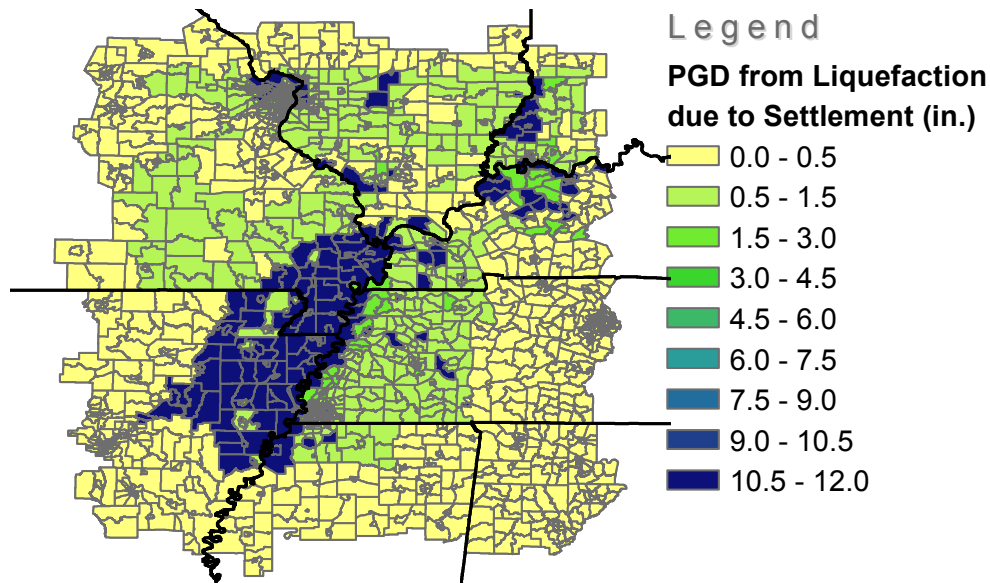 Legend
PGD from Liquefaction
due to Settlement (in.)
0.0 - 0.5
0.5 - 1.5
1.5 - 3.0
3.0 - 4.5
4.5 - 6.0
6.0 - 7.5
7.5 - 9.0
9.0 - 10.5
10.5 - 12.0